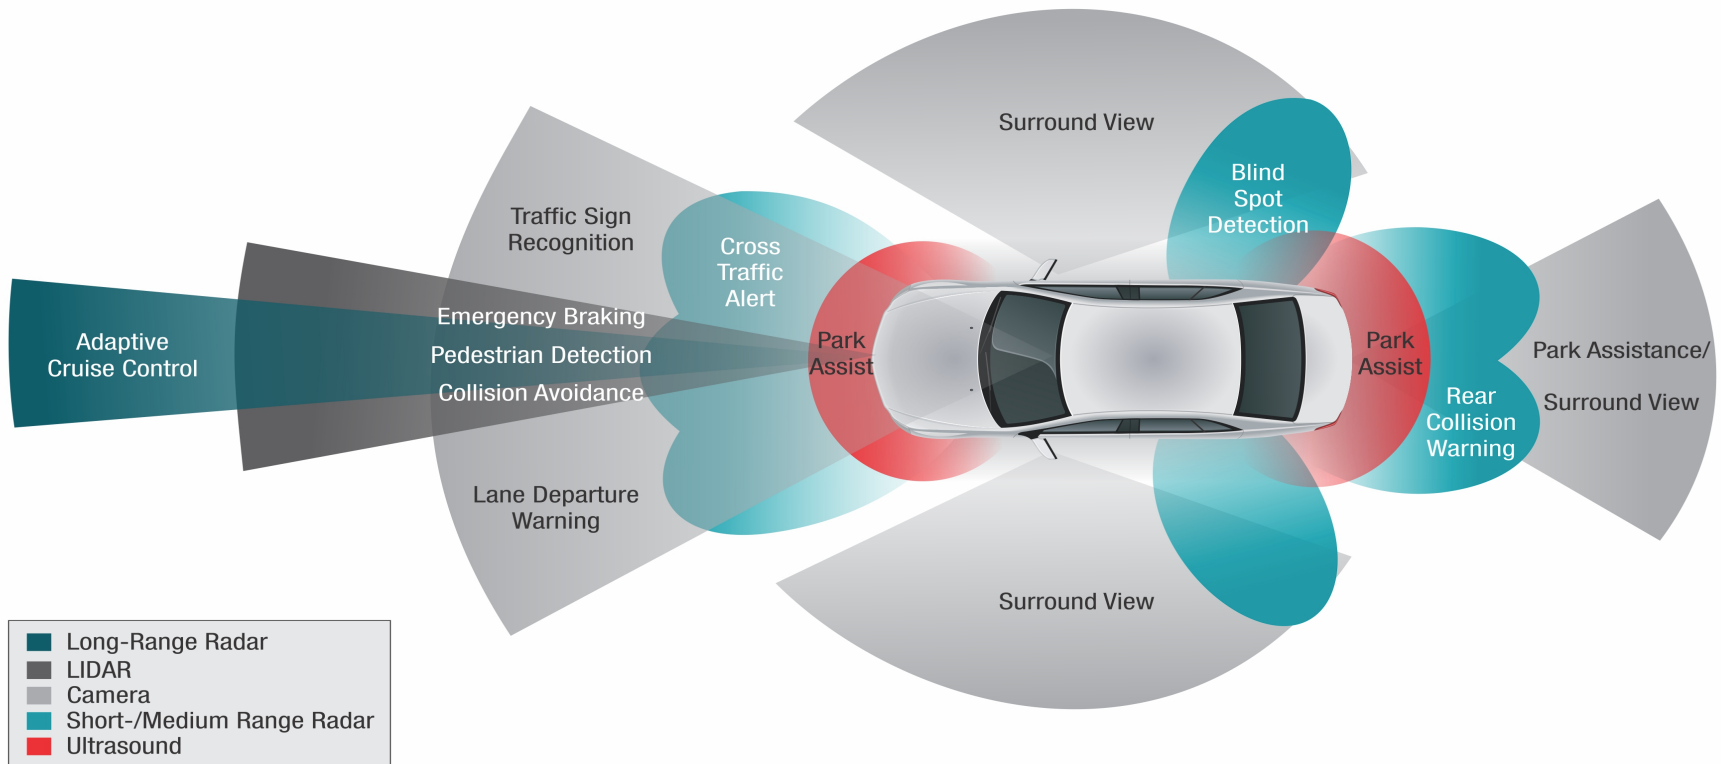 Surround View
Blind
Spot
Detection
Traffic Sign
Recognition
Cross
Traffic
Alert
Emergency Braking
Pedestrian Detection
Collision Avoidance
Adaptive
Cruise Control
Park
Assist
Park
Assist
Park Assistance/
Surround View
Rear
Collision
Warning
Lane Departure
Warning
Surround View
Long-Range Radar
LIDAR
Camera
Short-/Medium Range Radar
Ultrasound